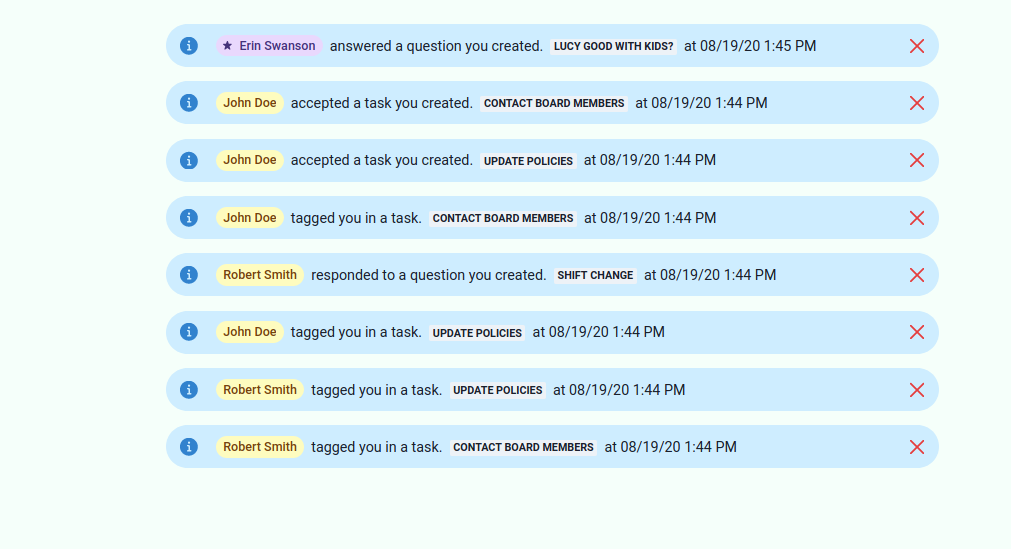 Erin Swanson answered a question you created. LUCY GOOD WITH KIDS? at 08/19/20 1:45 PM
John Doe accepted a task you created. CONTACT BOARD MEMBERS at 08/19/20 1:44 PM
John Doe accepted a task you created. UPDATE POLICIES at 08/19/20 1:44 PM
John Doe tagged you in a task. CONTACT BOARD MEMBERS at 08/19/20 1:44 PM
Robert Smith responded to a question you created. SHIFT CHANGE at 08/19/20 1:44 PM
John Doe tagged you in a task. UPDATE POLICIES at 08/19/20 1:44 PM
Robert Smith tagged you in a task. UPDATE POLICIES at 08/19/20 1:44 PM
Robert Smith tagged you in a task. CONTACT BOARD MEMBERS at 08/19/20 1:44 PM